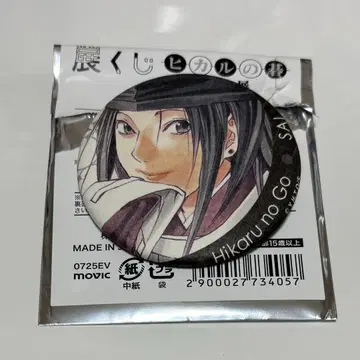 展くじ ヒカルの碁
展
Hikaru no Go
SAI
MADE IN
15歳以上
0725EV
movic
紙
中紙
プラ
袋
2 900027 734057